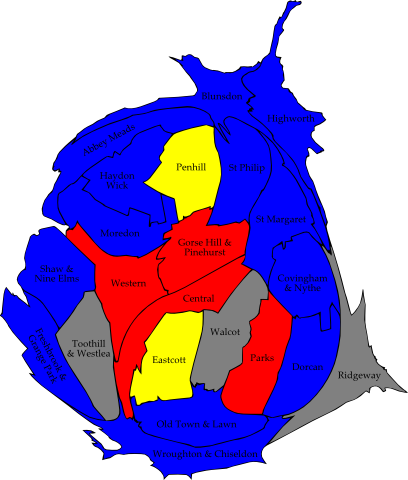 Blunsdon
Highworth
Abbey Meads
Penhill
St Philip
Haydon
Wick
St Margaret
Moredon
Gorse Hill &
Pinehurst
Shaw &
Nine Elms
Western
Covingham
& Nythe
Central
Toothill
& Westlea
Walcot
Freshbrook &
Grange Park
Eastcott
Parks
Dorcan
Ridgeway
Old Town & Lawn
Wroughton & Chiseldon